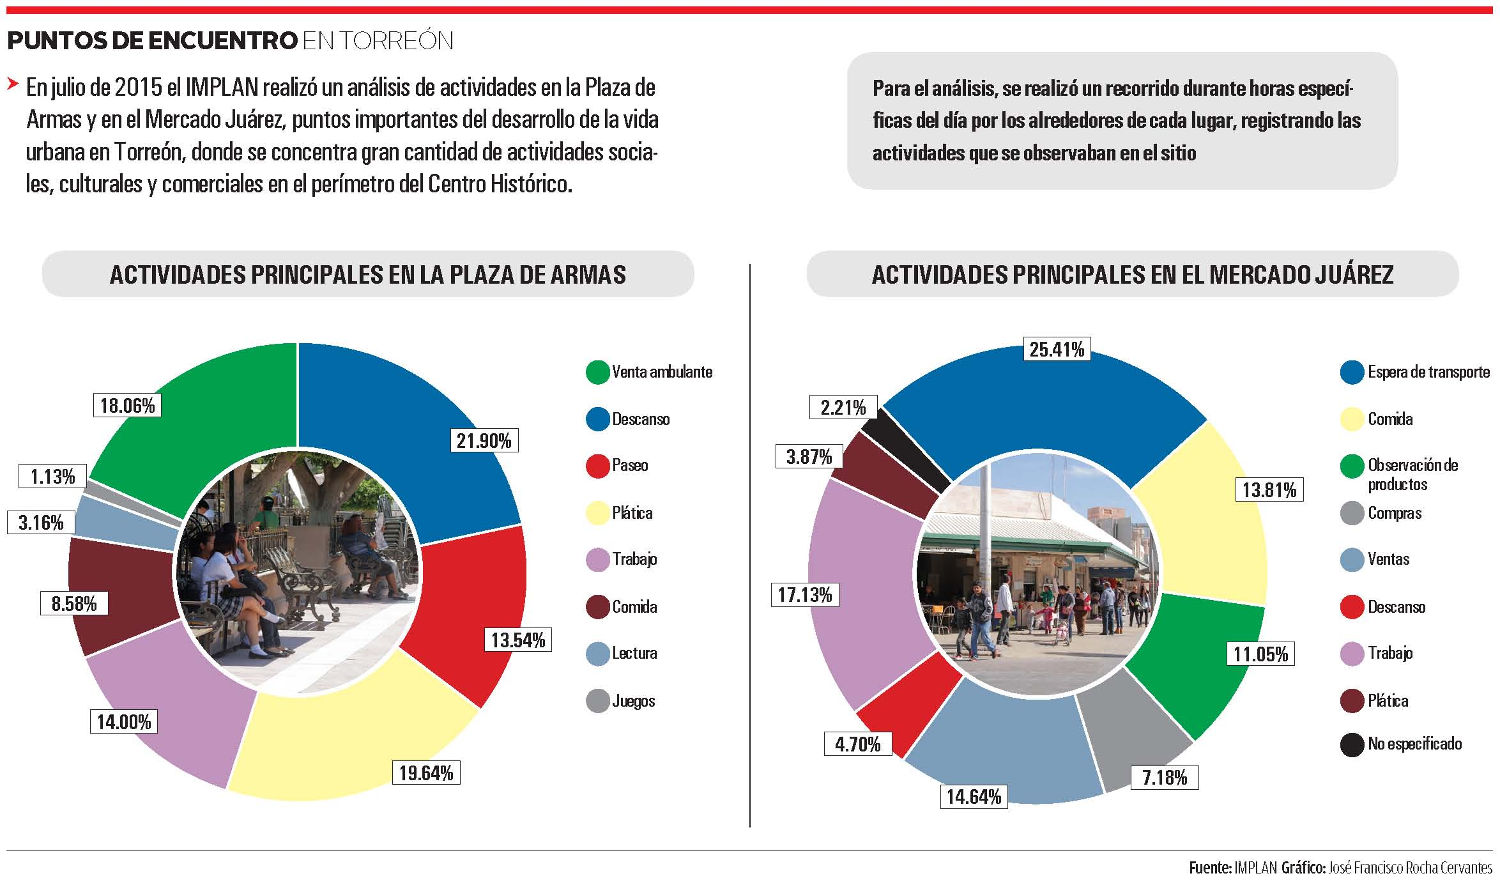 PUNTOS DE ENCUENTRO EN TORREÓN
En julio de 2015 el IMPLAN realizó un análisis de actividades en la Plaza de
Armas y en el Mercado Juárez, puntos importantes del desarrollo de la vida
urbana en Torreón, donde se concentra gran cantidad de actividades socia-
les, culturales y comerciales en el perímetro del Centro Histórico.
Para el análisis, se realizó un recorrido durante horas especí-
ficas del día por los alrededores de cada lugar, registrando las
actividades que se observaban en el sitio
ACTIVIDADES PRINCIPALES EN LA PLAZA DE ARMAS
18.06%
21.90%
1.13%
3.16%
8.58%
13.54%
14.00%
19.64%
Venta ambulante
Descanso
Paseo
Plática
Trabajo
Comida
Lectura
Juegos
ACTIVIDADES PRINCIPALES EN EL MERCADO JUÁREZ
25.41%
2.21%
3.87%
13.81%
17.13%
11.05%
4.70%
7.18%
14.64%
Espera de transporte
Comida
Observación de
productos
Compras
Ventas
Descanso
Trabajo
Plática
No especificado
Fuente: IMPLAN Gráfico: José Francisco Rocha Cervantes